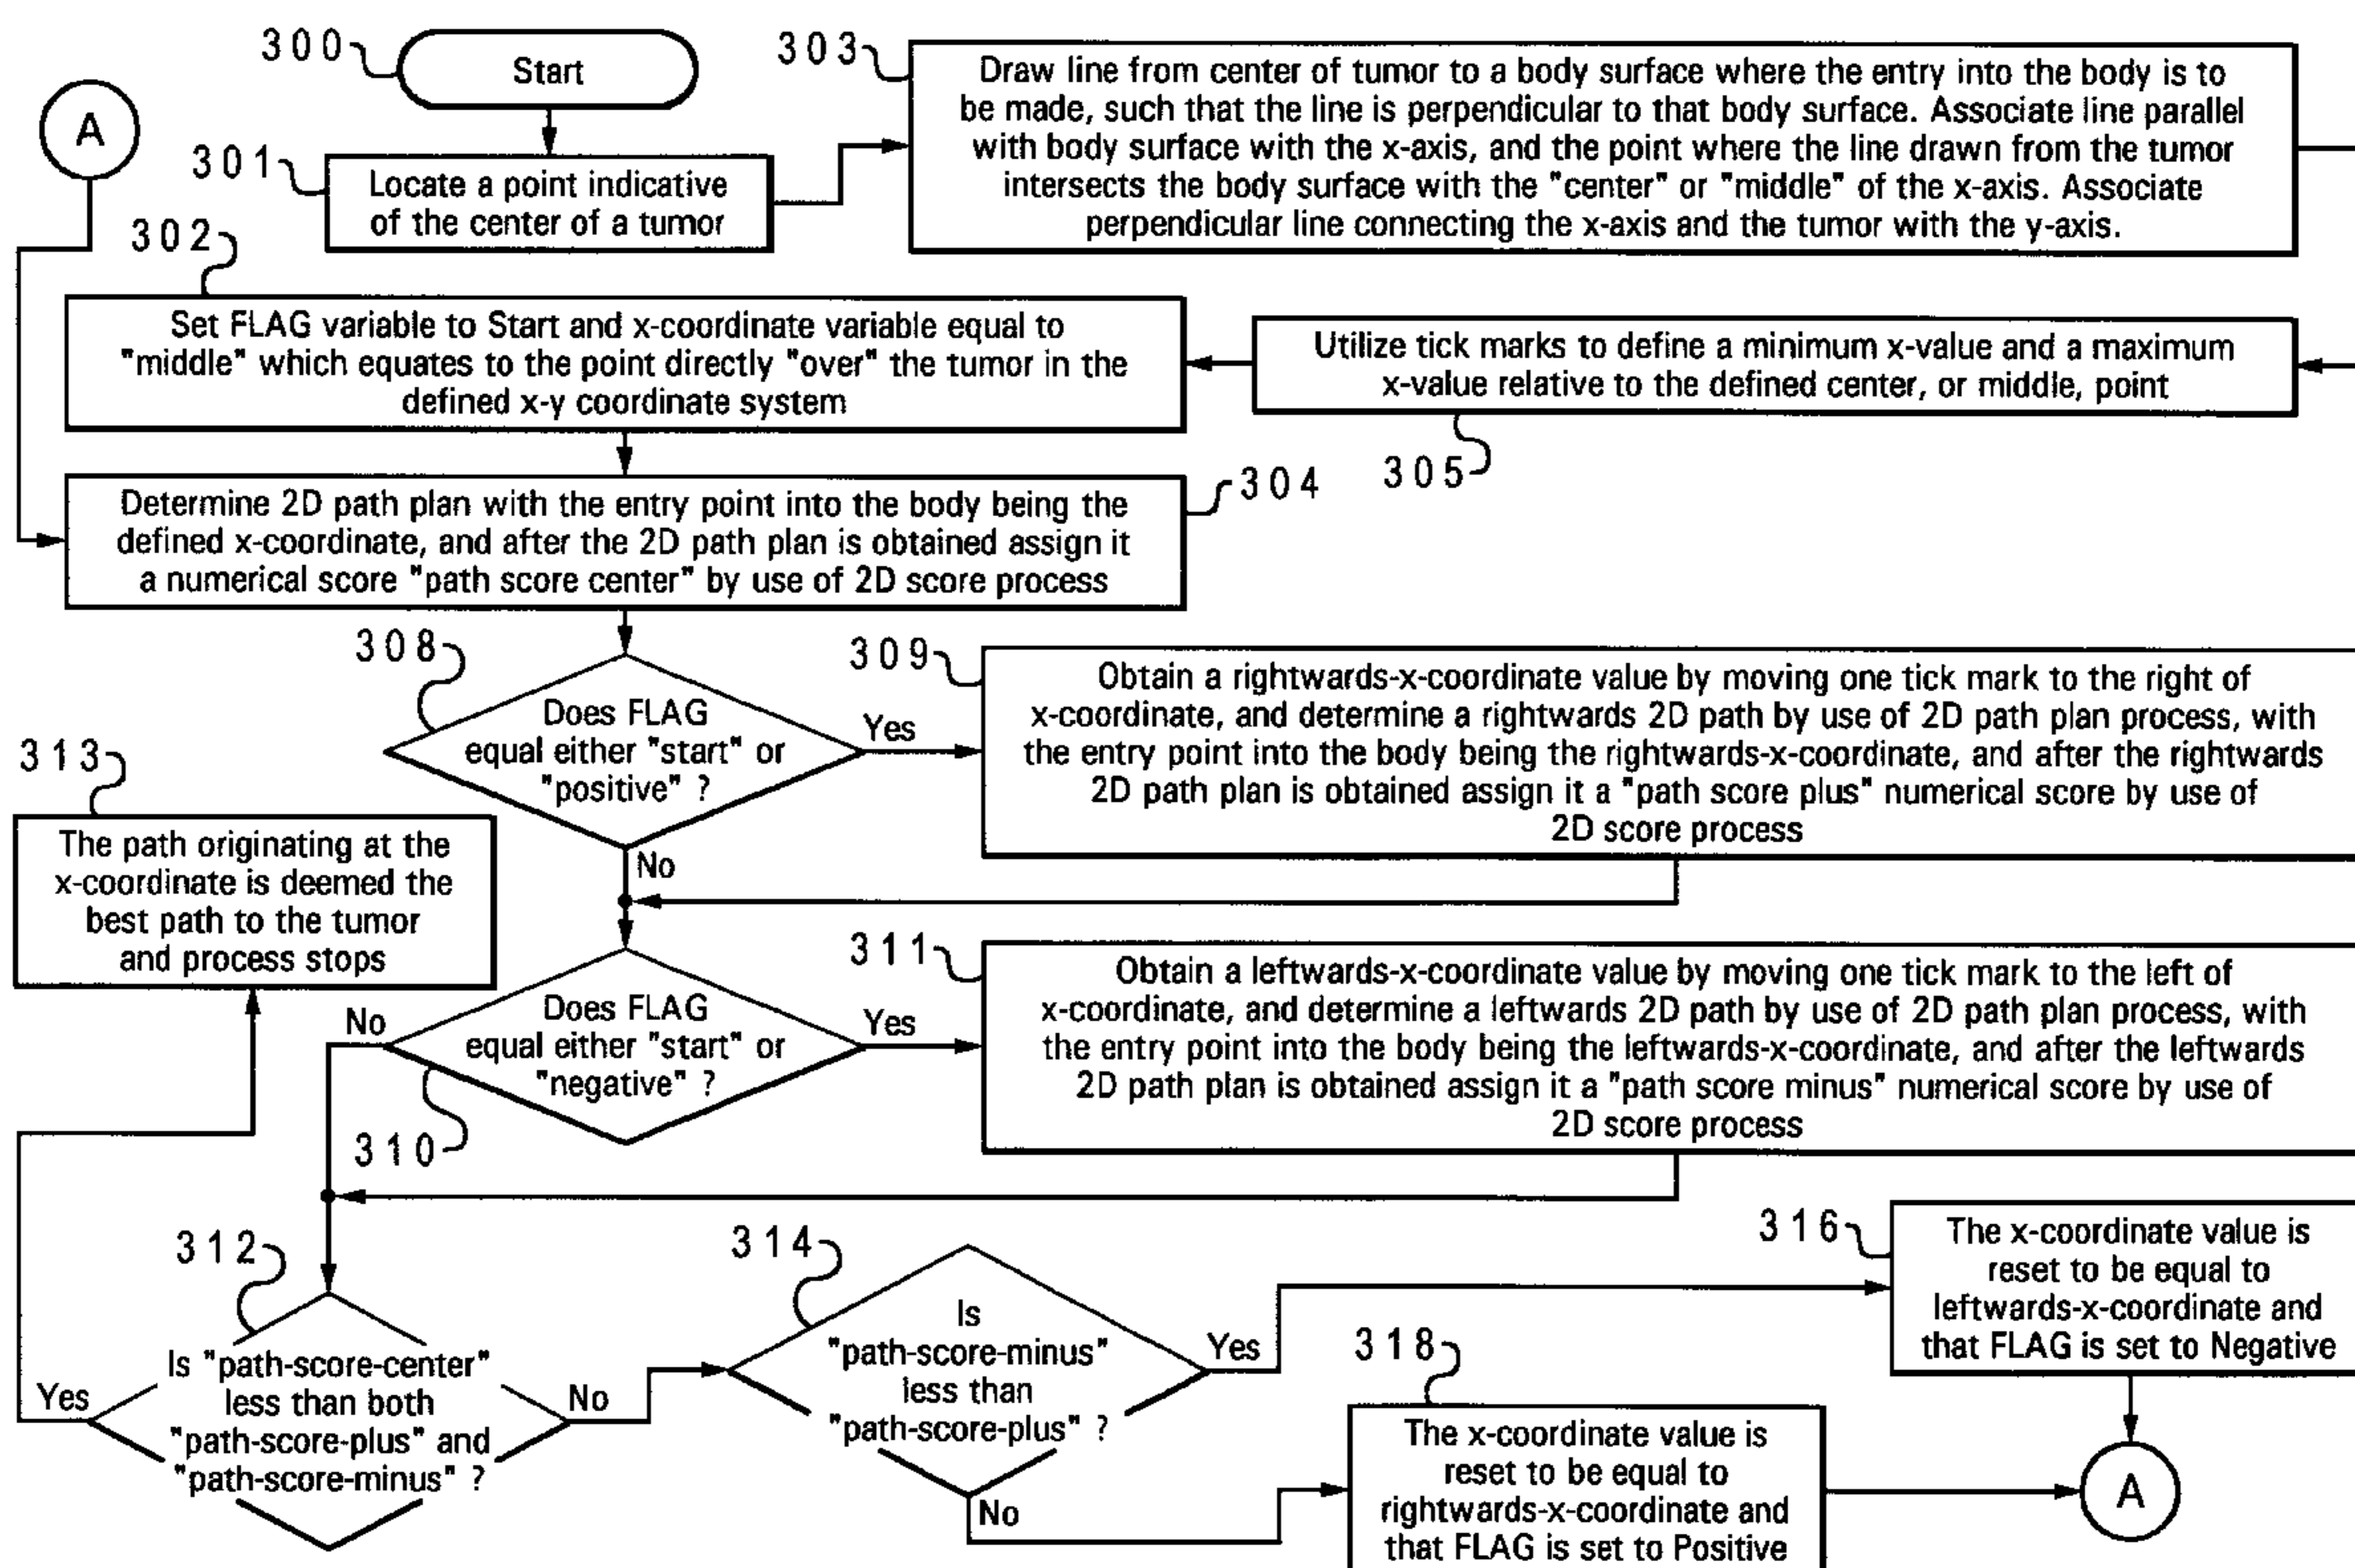 300
Start
A
301
Locate a point indicative
of the center of a tumor
303
Draw line from center of tumor to a body surface where the entry into the body is to
be made, such that the line is perpendicular to that body surface. Associate line parallel
with body surface with the x-axis, and the point where the line drawn from the tumor
intersects the body surface with the "center" or "middle" of the x-axis. Associate
perpendicular line connecting the x-axis and the tumor with the y-axis.
302
Set FLAG variable to Start and x-coordinate variable equal to
"middle" which equates to the point directly "over" the tumor in the
defined x-y coordinate system
Utilize tick marks to define a minimum x-value and a maximum
x-value relative to the defined center, or middle, point
305
304
Determine 2D path plan with the entry point into the body being the
defined x-coordinate, and after the 2D path plan is obtained assign it
a numerical score "path score center" by use of 2D score process
308
Does FLAG
equal either "start" or
"positive" ?
Yes
No
309
Obtain a rightwards-x-coordinate value by moving one tick mark to the right of
x-coordinate, and determine a rightwards 2D path by use of 2D path plan process, with
the entry point into the body being the rightwards-x-coordinate, and after the rightwards
2D path plan is obtained assign it a "path score plus" numerical score by use of
2D score process
313
The path originating at the
x-coordinate is deemed the
best path to the tumor
and process stops
310
Does FLAG
equal either "start" or
"negative" ?
No
Yes
311
Obtain a leftwards-x-coordinate value by moving one tick mark to the left of
x-coordinate, and determine a leftwards 2D path by use of 2D path plan process, with
the entry point into the body being the leftwards-x-coordinate, and after the leftwards
2D path plan is obtained assign it a "path score minus" numerical score by use of
2D score process
312
Is "path-score-center"
less than both
"path-score-plus" and
"path-score-minus" ?
Yes
No
314
Is
"path-score-minus"
less than
"path-score-plus" ?
Yes
No
316
The x-coordinate value is
reset to be equal to
leftwards-x-coordinate and
that FLAG is set to Negative
318
The x-coordinate value is
reset to be equal to
rightwards-x-coordinate and
that FLAG is set to Positive
A